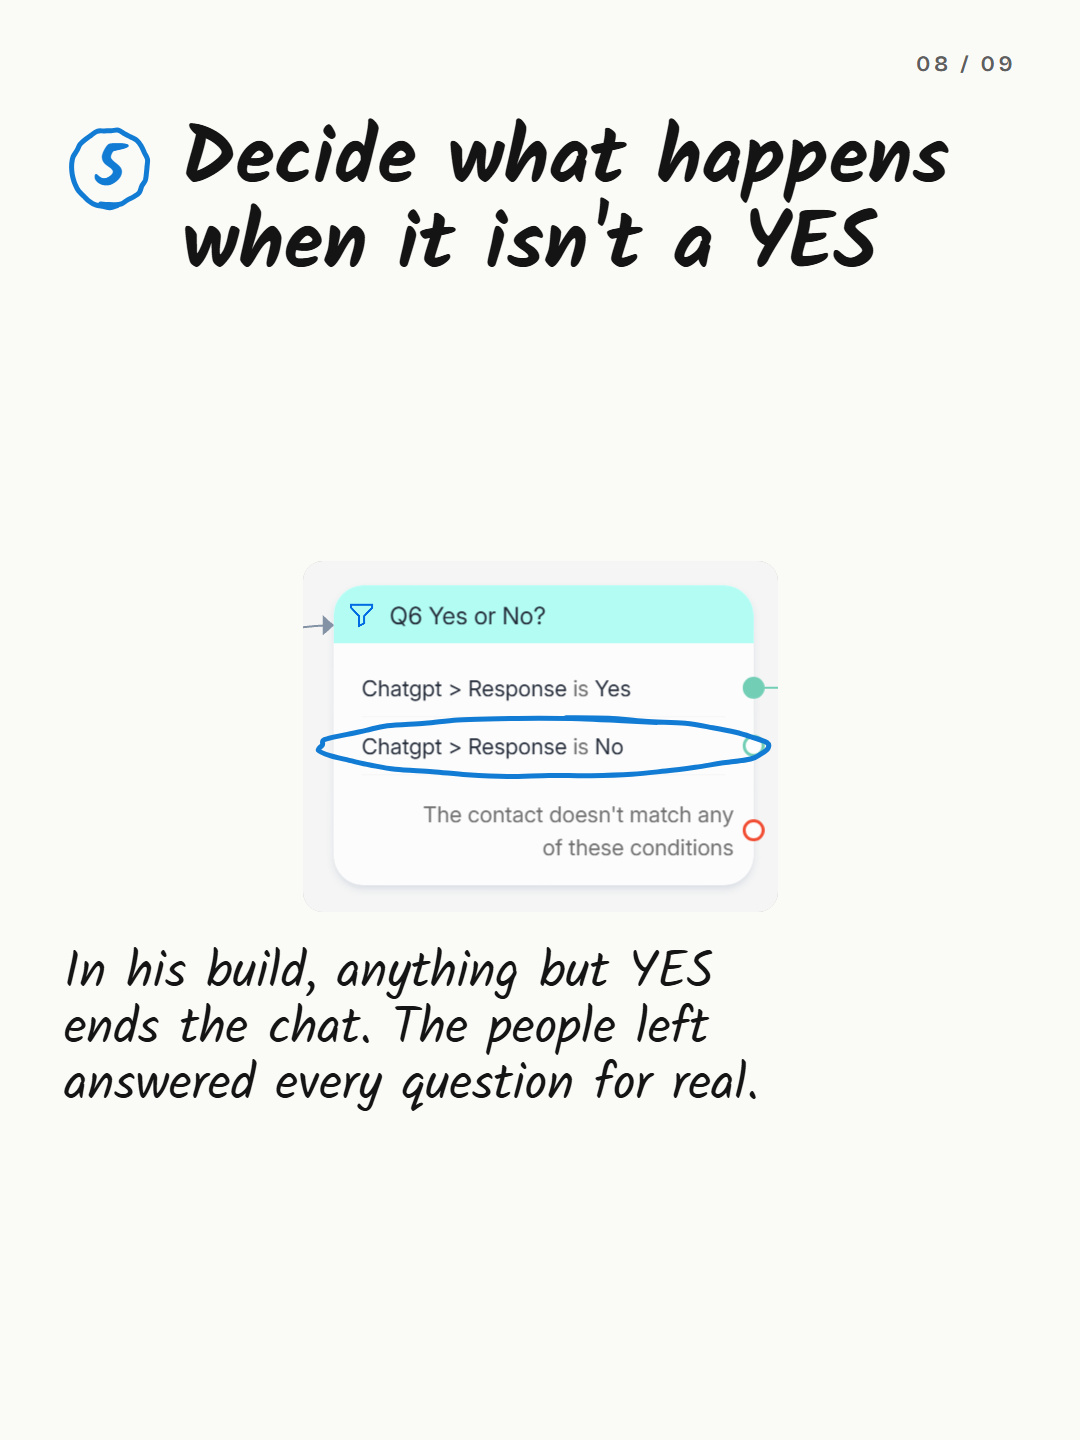 08 / 09
5
Decide what happens
when it isn't a YES
Q6 Yes or No?
Chatgpt > Response is Yes
Chatgpt > Response is No
The contact doesn't match any
of these conditions
In his build, anything but YES
ends the chat. The people left
answered every question for real.